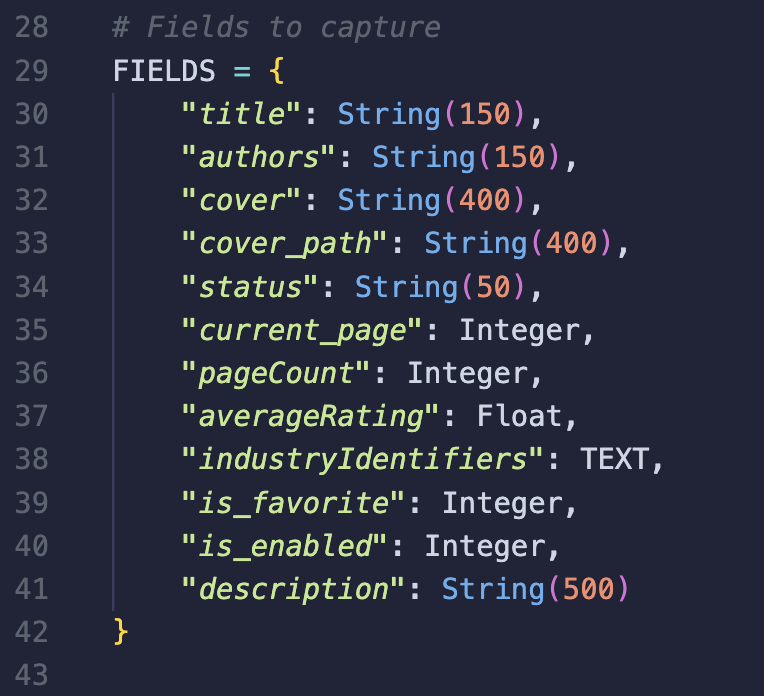 28 # Fields to capture
29 FIELDS = {
30 "title": String(150),
31 "authors": String(150),
32 "cover": String(400),
33 "cover_path": String(400),
34 "status": String(50),
35 "current_page": Integer,
36 "pageCount": Integer,
37 "averageRating": Float,
38 "industryIdentifiers": TEXT,
39 "is_favorite": Integer,
40 "is_enabled": Integer,
41 "description": String(500)
42 }
43